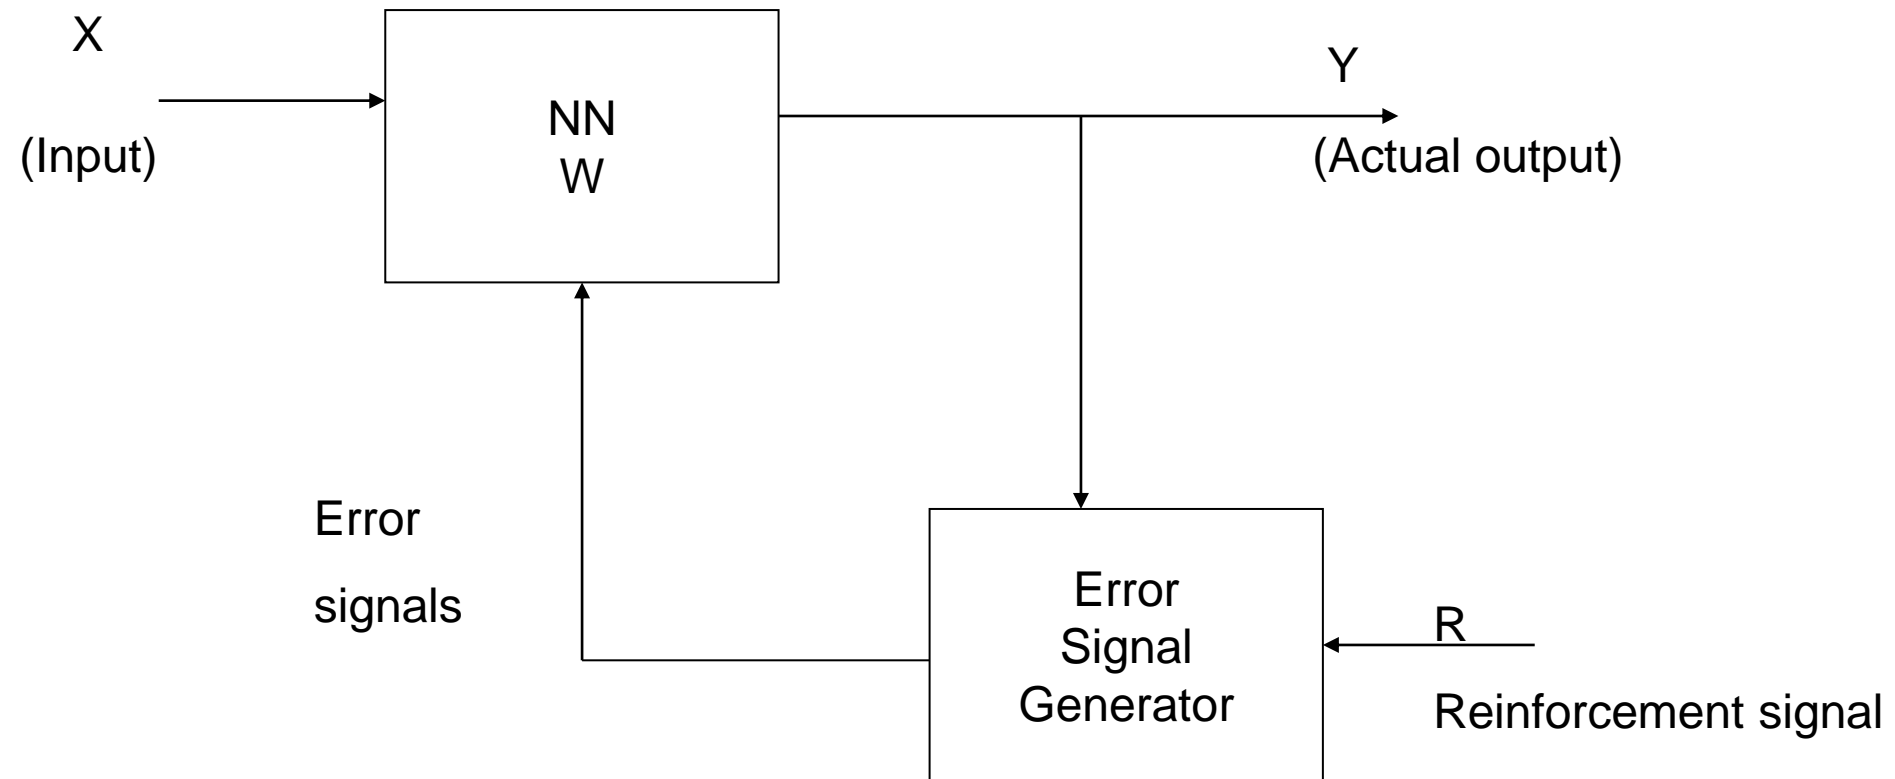 X
(Input)
NN
W
Y
(Actual output)
Error
signals
Error
Signal
Generator
R
Reinforcement signal